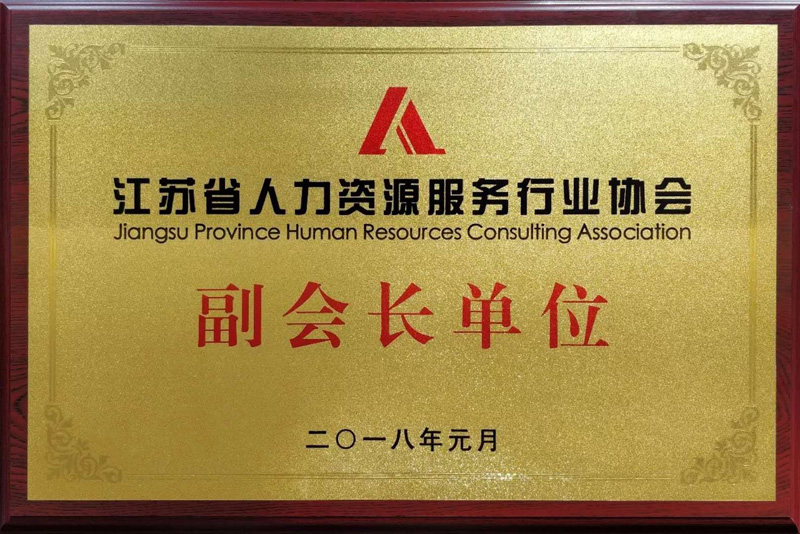 江苏省人力资源服务行业协会
Jiangsu Province Human Resources Consulting Association
副会长单位
二〇一八年元月